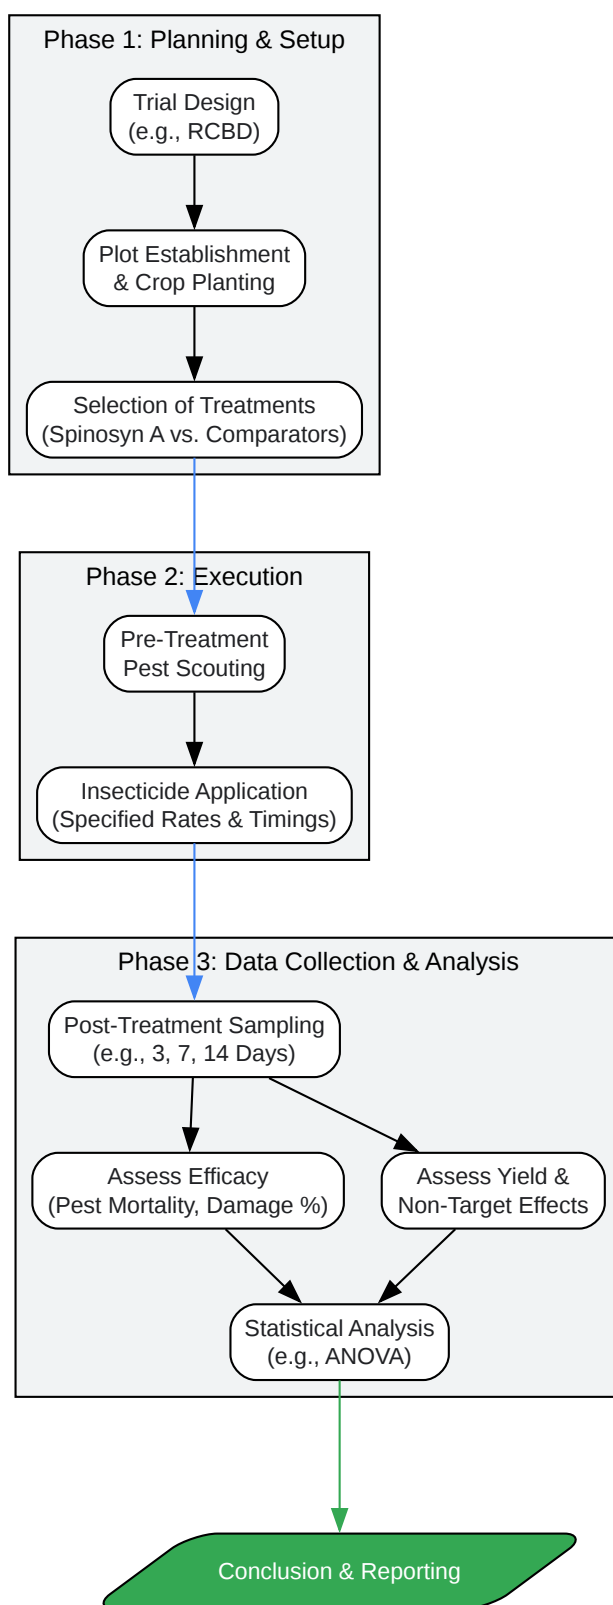 Phase 1: Planning & Setup
Trial Design
(e.g., RCBD)
Plot Establishment
& Crop Planting
Selection of Treatments
(Spinosyn A vs. Comparators)
Phase 2: Execution
Pre-Treatment
Pest Scouting
Insecticide Application
(Specified Rates & Timings)
Phase 3: Data Collection & Analysis
Post-Treatment Sampling
(e.g., 3, 7, 14 Days)
Assess Efficacy
(Pest Mortality, Damage %)
Assess Yield &
Non-Target Effects
Statistical Analysis
(e.g., ANOVA)
Conclusion & Reporting